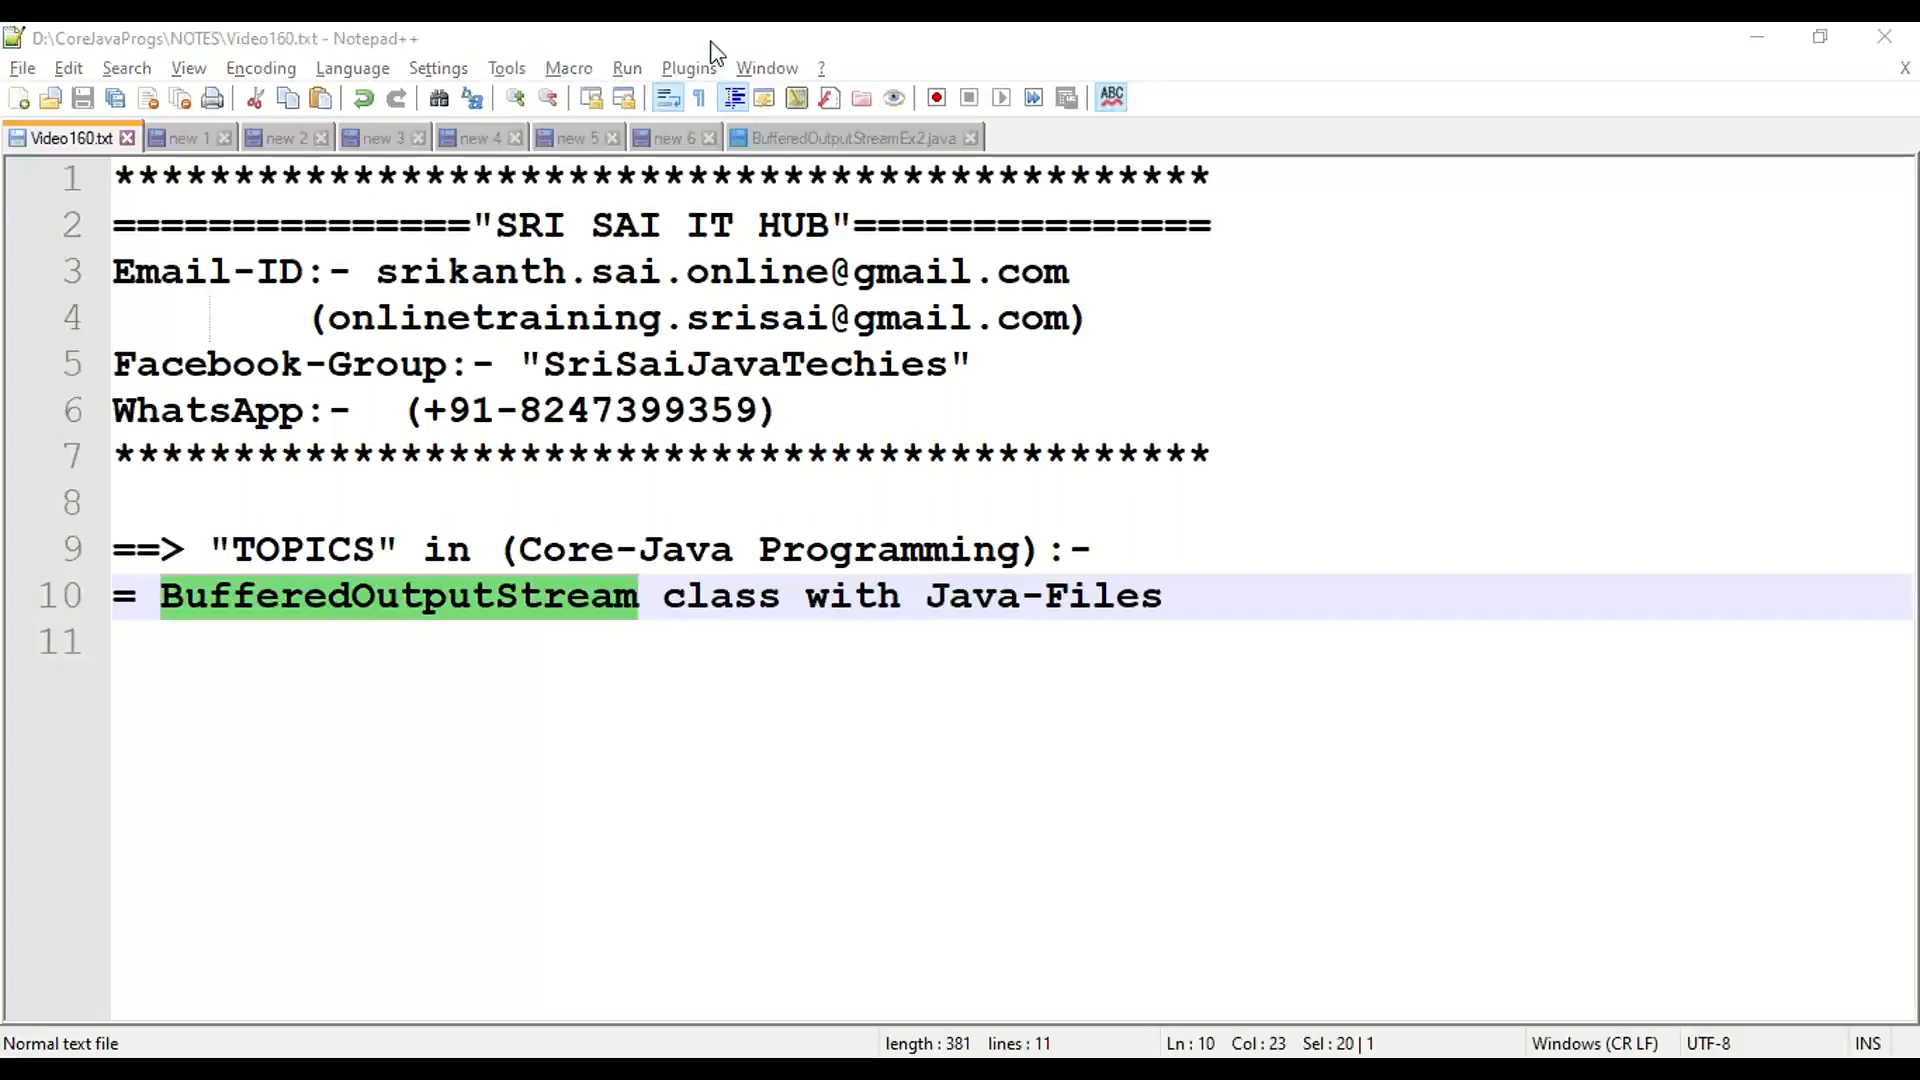 D:\CoreJavaProgs\NOTES\Video160.txt - Notepad++
File Edit Search View Encoding Language Settings Tools Macro Run Plugins Window ? X
ABC
Video160.txt new 1 new 2 new 3 new 4 new 5 new 6 BufferedOutputStreamEx2.java
1 **********************************************
2 ==============="SRI SAI IT HUB"===============
3 Email-ID:- srikanth.sai.online@gmail.com
4 (onlinetraining.srisai@gmail.com)
5 Facebook-Group:- "SriSaiJavaTechies"
6 WhatsApp:- (+91-8247399359)
7 **********************************************
8
9 ==> "TOPICS" in (Core-Java Programming):-
10 = BufferedOutputStream class with Java-Files
11
Normal text file length : 381 lines : 11 Ln : 10 Col : 23 Sel : 20 | 1 Windows (CR LF) UTF-8 INS